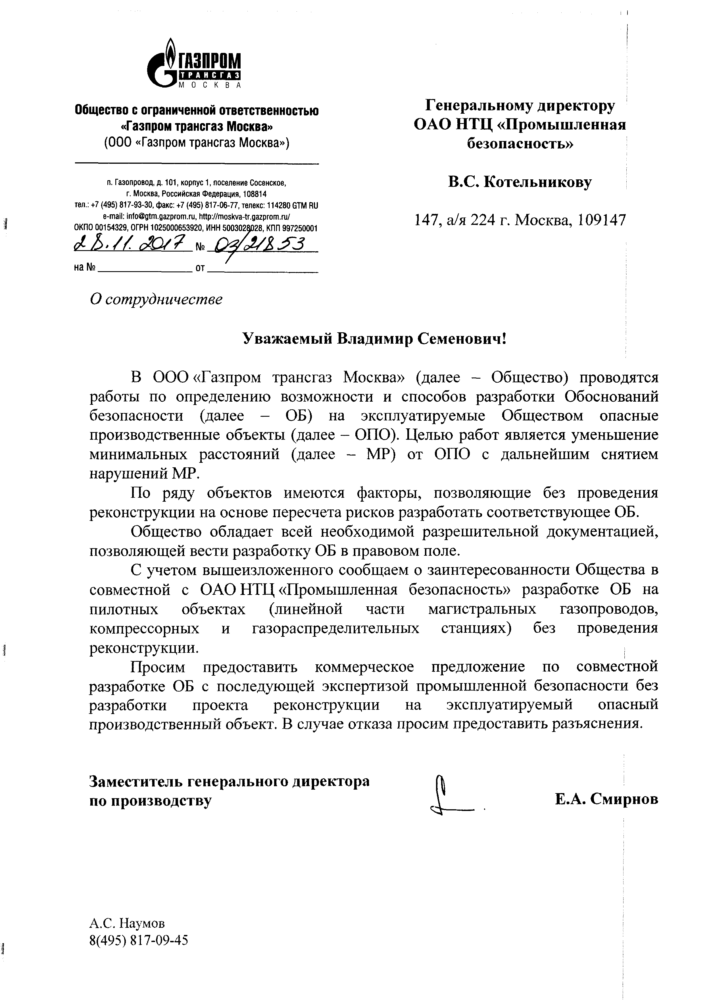 ГАЗПРОМ
ТРАНСГАЗ
МОСКВА
Общество с ограниченной ответственностью
«Газпром трансгаз Москва»
(ООО «Газпром трансгаз Москва»)
п. Газопровод, д. 101, корпус 1, поселение Сосенское,
г. Москва, Российская Федерация, 108814
тел.: +7 (495) 817-93-30, факс: +7 (495) 817-06-77, телекс: 114280 GTM RU
e-mail: info@gtm.gazprom.ru, http://moskva-tr.gazprom.ru/
ОКПО 00154329, ОГРН 1025000653920, ИНН 5003028028, КПП 997250001
28.11.2017 № 03/21853
на № от
Генеральному директору
ОАО НТЦ «Промышленная
безопасность»
В.С. Котельникову
147, а/я 224 г. Москва, 109147
О сотрудничестве
Уважаемый Владимир Семенович!
В ООО «Газпром трансгаз Москва» (далее – Общество) проводятся
работы по определению возможности и способов разработки Обоснований
безопасности (далее – ОБ) на эксплуатируемые Обществом опасные
производственные объекты (далее – ОПО). Целью работ является уменьшение
минимальных расстояний (далее – МР) от ОПО с дальнейшим снятием
нарушений МР.
По ряду объектов имеются факторы, позволяющие без проведения
реконструкции на основе пересчета рисков разработать соответствующее ОБ.
Общество обладает всей необходимой разрешительной документацией,
позволяющей вести разработку ОБ в правовом поле.
С учетом вышеизложенного сообщаем о заинтересованности Общества в
совместной с ОАО НТЦ «Промышленная безопасность» разработке ОБ на
пилотных объектах (линейной части магистральных газопроводов,
компрессорных и газораспределительных станциях) без проведения
реконструкции.
Просим предоставить коммерческое предложение по совместной
разработке ОБ с последующей экспертизой промышленной безопасности без
разработки проекта реконструкции на эксплуатируемый опасный
производственный объект. В случае отказа просим предоставить разъяснения.
Заместитель генерального директора
по производству
Е.А. Смирнов
А.С. Наумов
8(495) 817-09-45